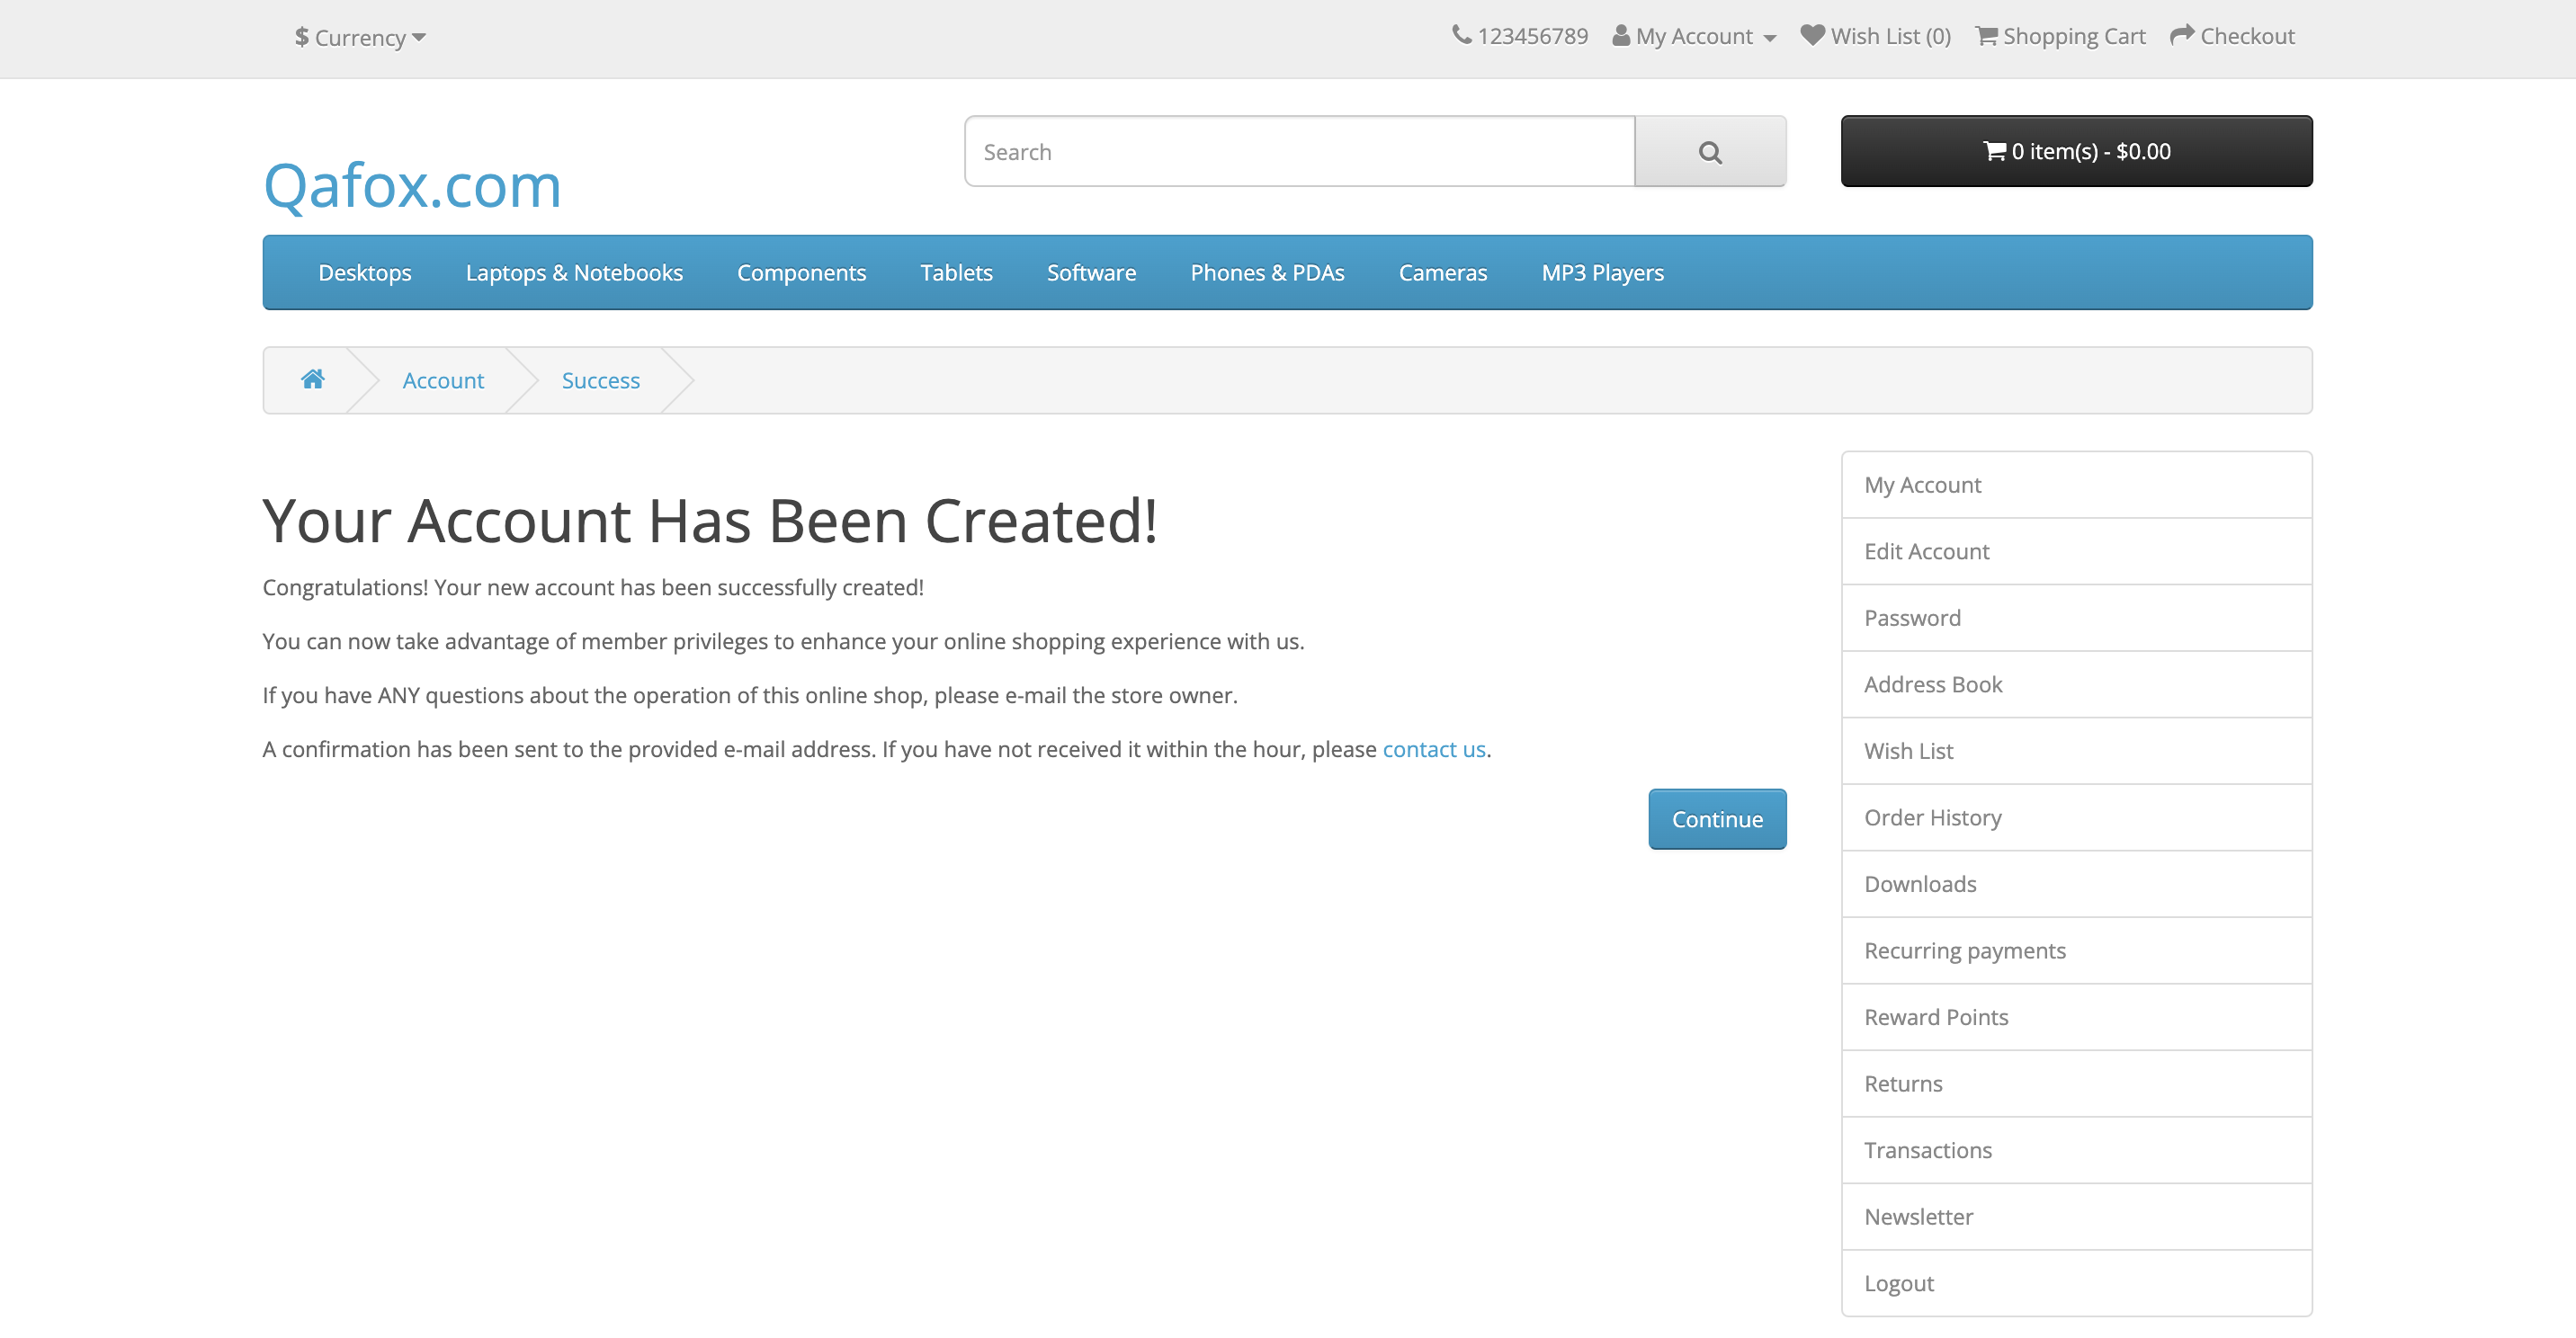 $ Currency
123456789 My Account Wish List (0) Shopping Cart Checkout
Qafox.com
Search
0 item(s) - $0.00
Desktops Laptops & Notebooks Components Tablets Software Phones & PDAs Cameras MP3 Players
Account Success
Your Account Has Been Created!
Congratulations! Your new account has been successfully created!
You can now take advantage of member privileges to enhance your online shopping experience with us.
If you have ANY questions about the operation of this online shop, please e-mail the store owner.
A confirmation has been sent to the provided e-mail address. If you have not received it within the hour, please contact us.
Continue
My Account
Edit Account
Password
Address Book
Wish List
Order History
Downloads
Recurring payments
Reward Points
Returns
Transactions
Newsletter
Logout